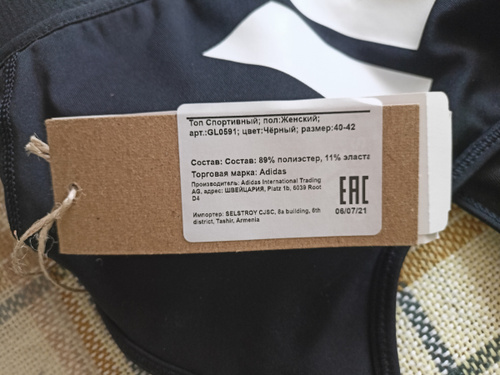 Топ Спортивный; пол:Женский;
арт.:GL0591; цвет:Чёрный; размер:40-42
Состав: Состав: 89% полиэстер, 11% эласта
Торговая марка: Adidas
Производитель: Adidas International Trading
AG, адрес: ШВЕЙЦАРИЯ, Platz 1b, 6039 Root
D4
EAC
06/07/21
Импортер: SELSTROY CJSC, 8a building, 6th
district, Tashir, Armenia